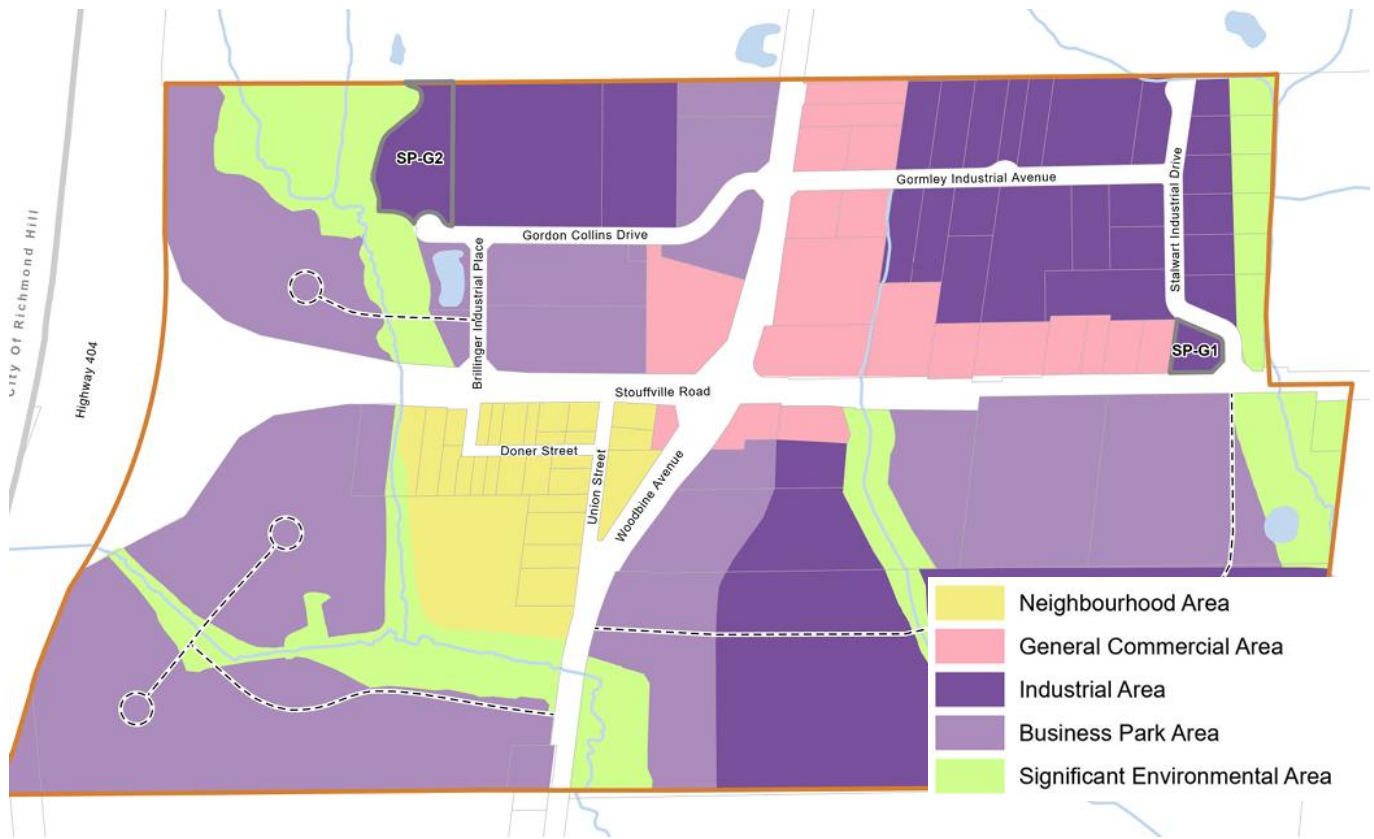 SP-G2
Gormley Industrial Avenue
Stalwart Industrial Drive
Gordon Collins Drive
City Of Richmond Hill
Brillinger Industrial Place
Highway 404
SP-G1
Stouffville Road
Doner Street
Union Street
Woodbine Avenue
Neighbourhood Area
General Commercial Area
Industrial Area
Business Park Area
Significant Environmental Area